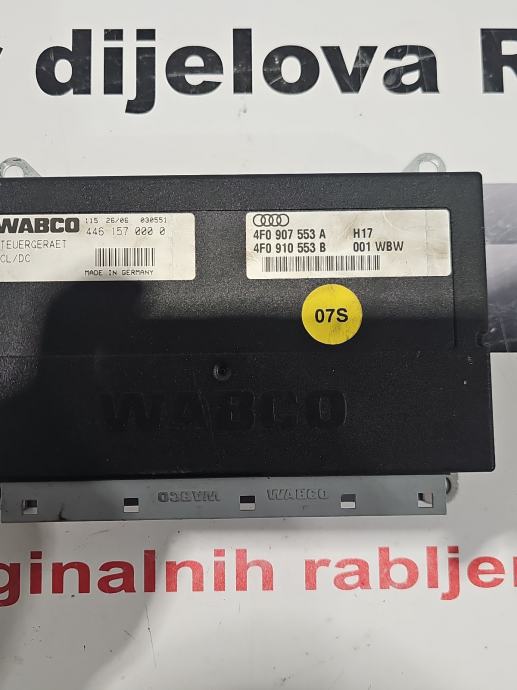 dijelova R
WABCO 115 26/06 030551
446 157 000 0
TEUERGERAET
CL/DC
MADE IN GERMANY
4F0 907 553 A H17
4F0 910 553 B 001 WBW
07S
WABCO
WABCO WABCO
ginalnih rablje